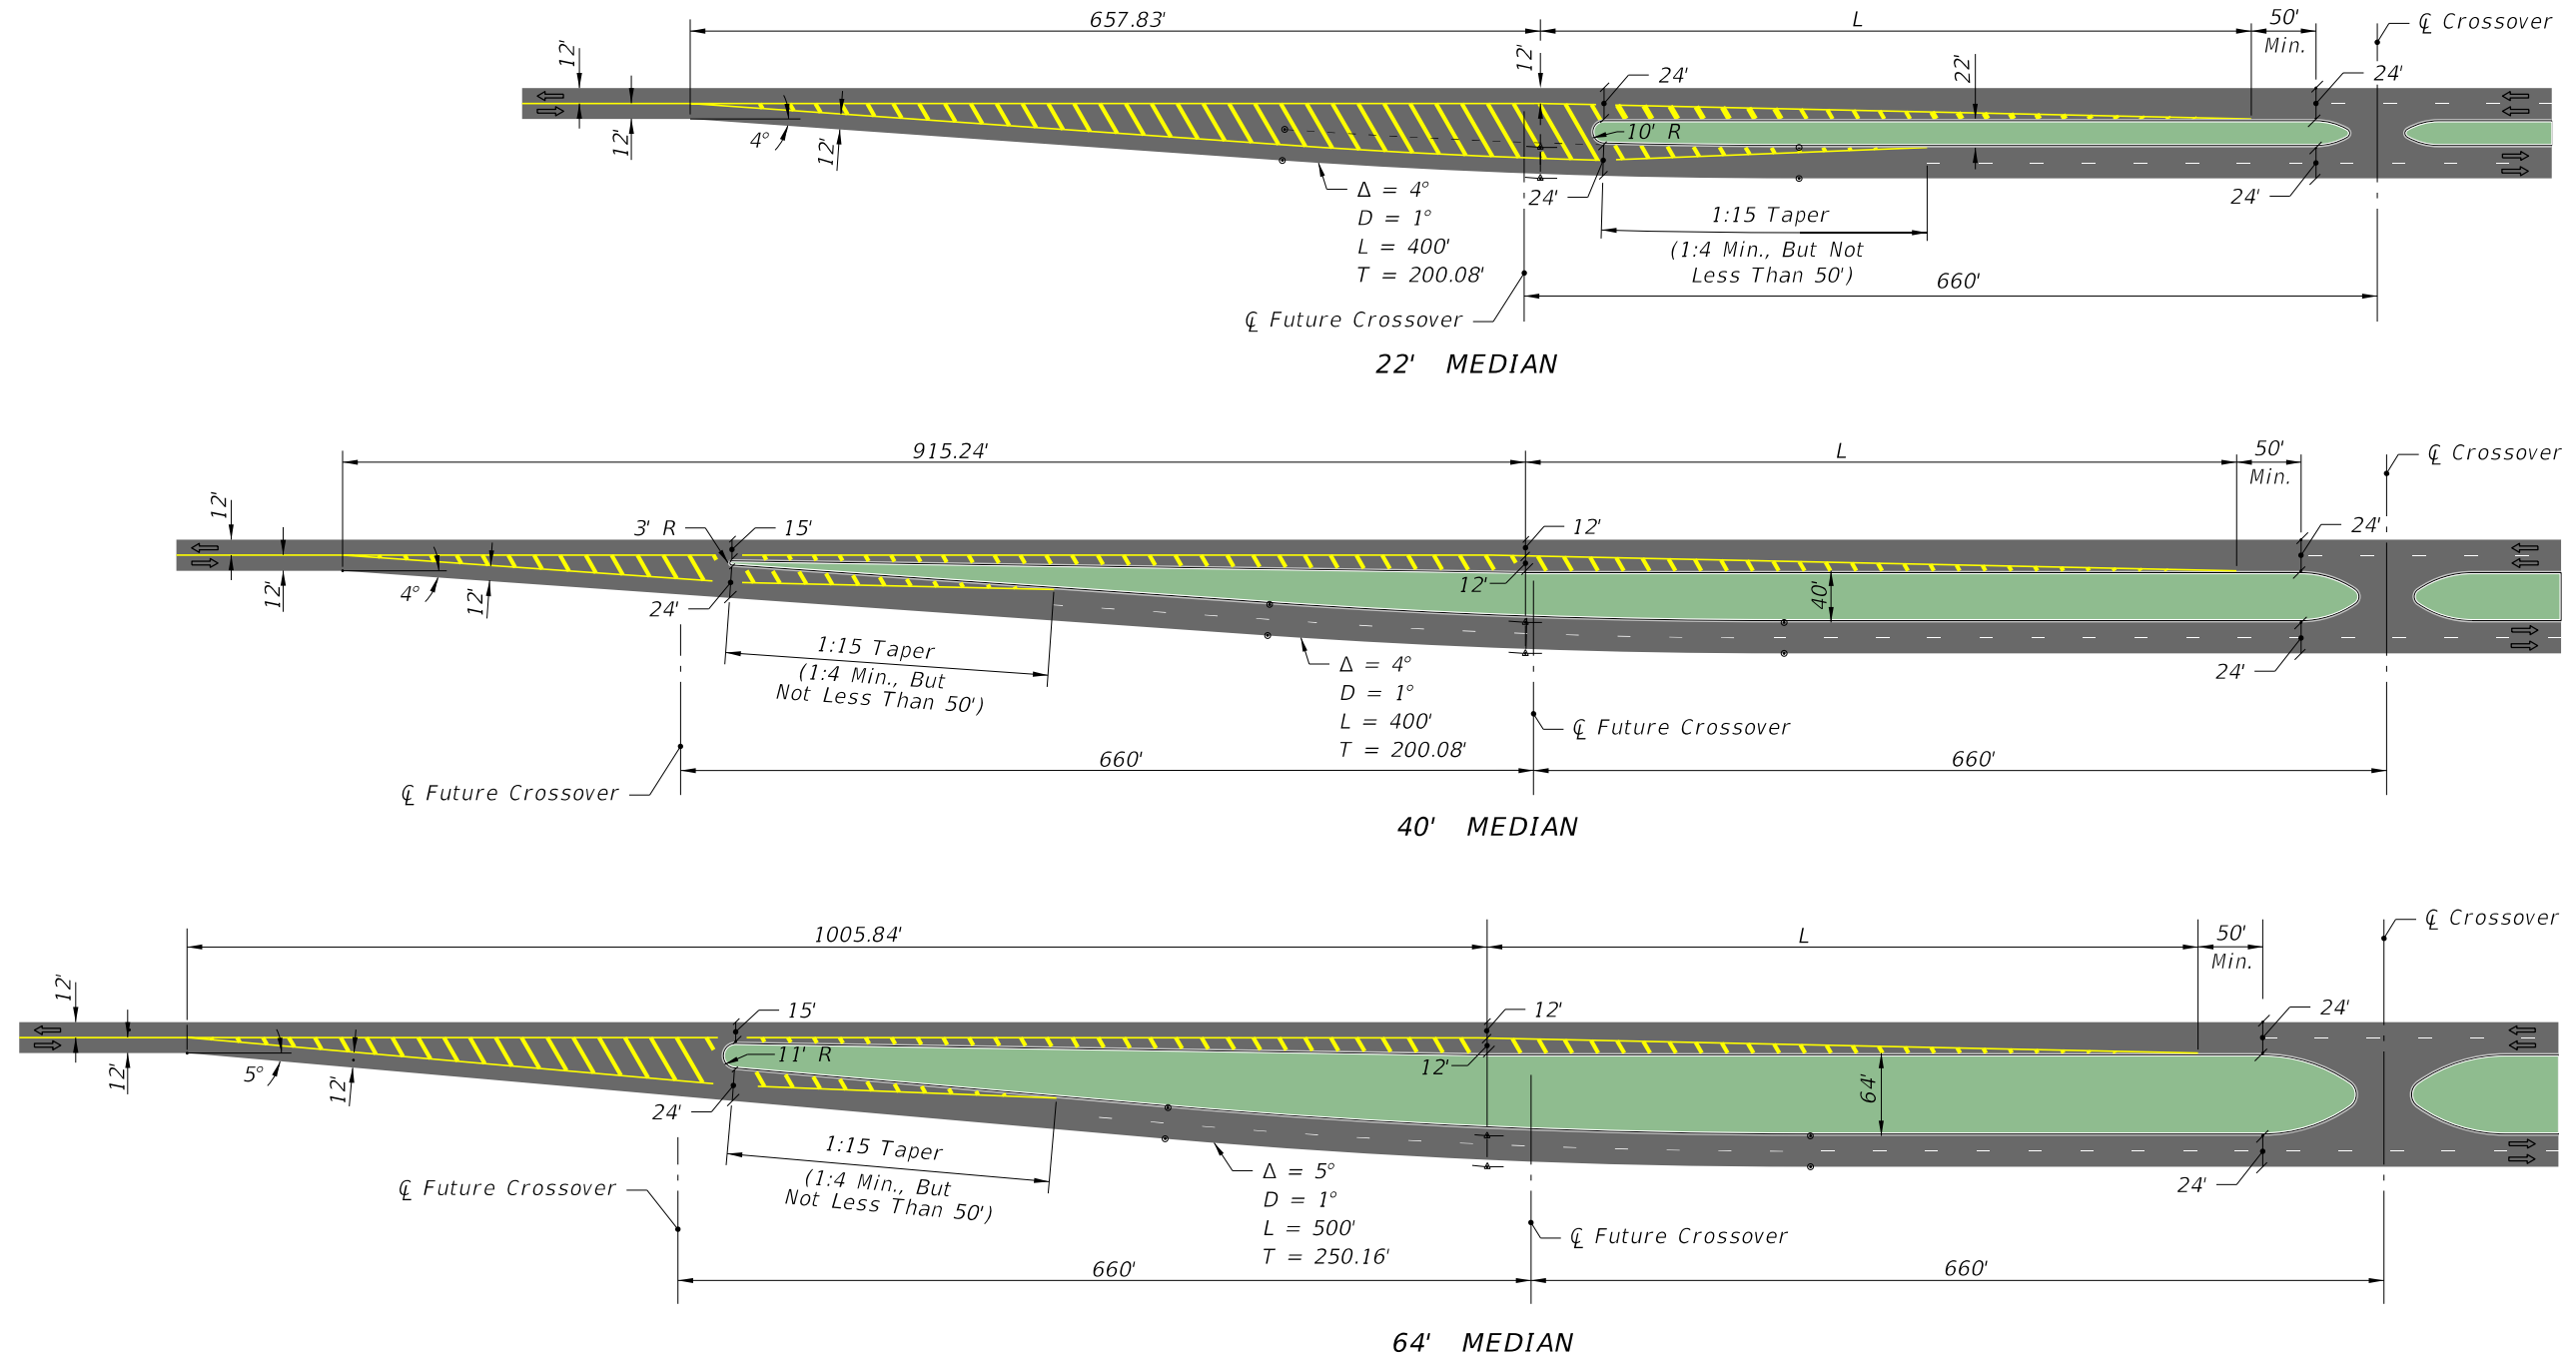 657.83'
L
50'
Min.
℄ Crossover
12'
12'
24'
22'
24'
12'
4°
12'
10' R
24'
24'
Δ = 4°
D = 1°
L = 400'
T = 200.08'
1:15 Taper
(1:4 Min., But Not
Less Than 50')
660'
℄ Future Crossover
22' MEDIAN
915.24'
L
50'
Min.
℄ Crossover
12'
3' R
15'
12'
24'
12'
4°
12'
24'
12'
40'
1:15 Taper
(1:4 Min., But
Not Less Than 50')
Δ = 4°
D = 1°
L = 400'
T = 200.08'
24'
℄ Future Crossover
660'
660'
℄ Future Crossover
40' MEDIAN
1005.84'
L
50'
Min.
℄ Crossover
12'
15'
12'
24'
12'
5°
12'
11' R
24'
12'
64'
1:15 Taper
(1:4 Min., But
Not Less Than 50')
Δ = 5°
D = 1°
L = 500'
T = 250.16'
24'
℄ Future Crossover
℄ Future Crossover
660'
660'
64' MEDIAN